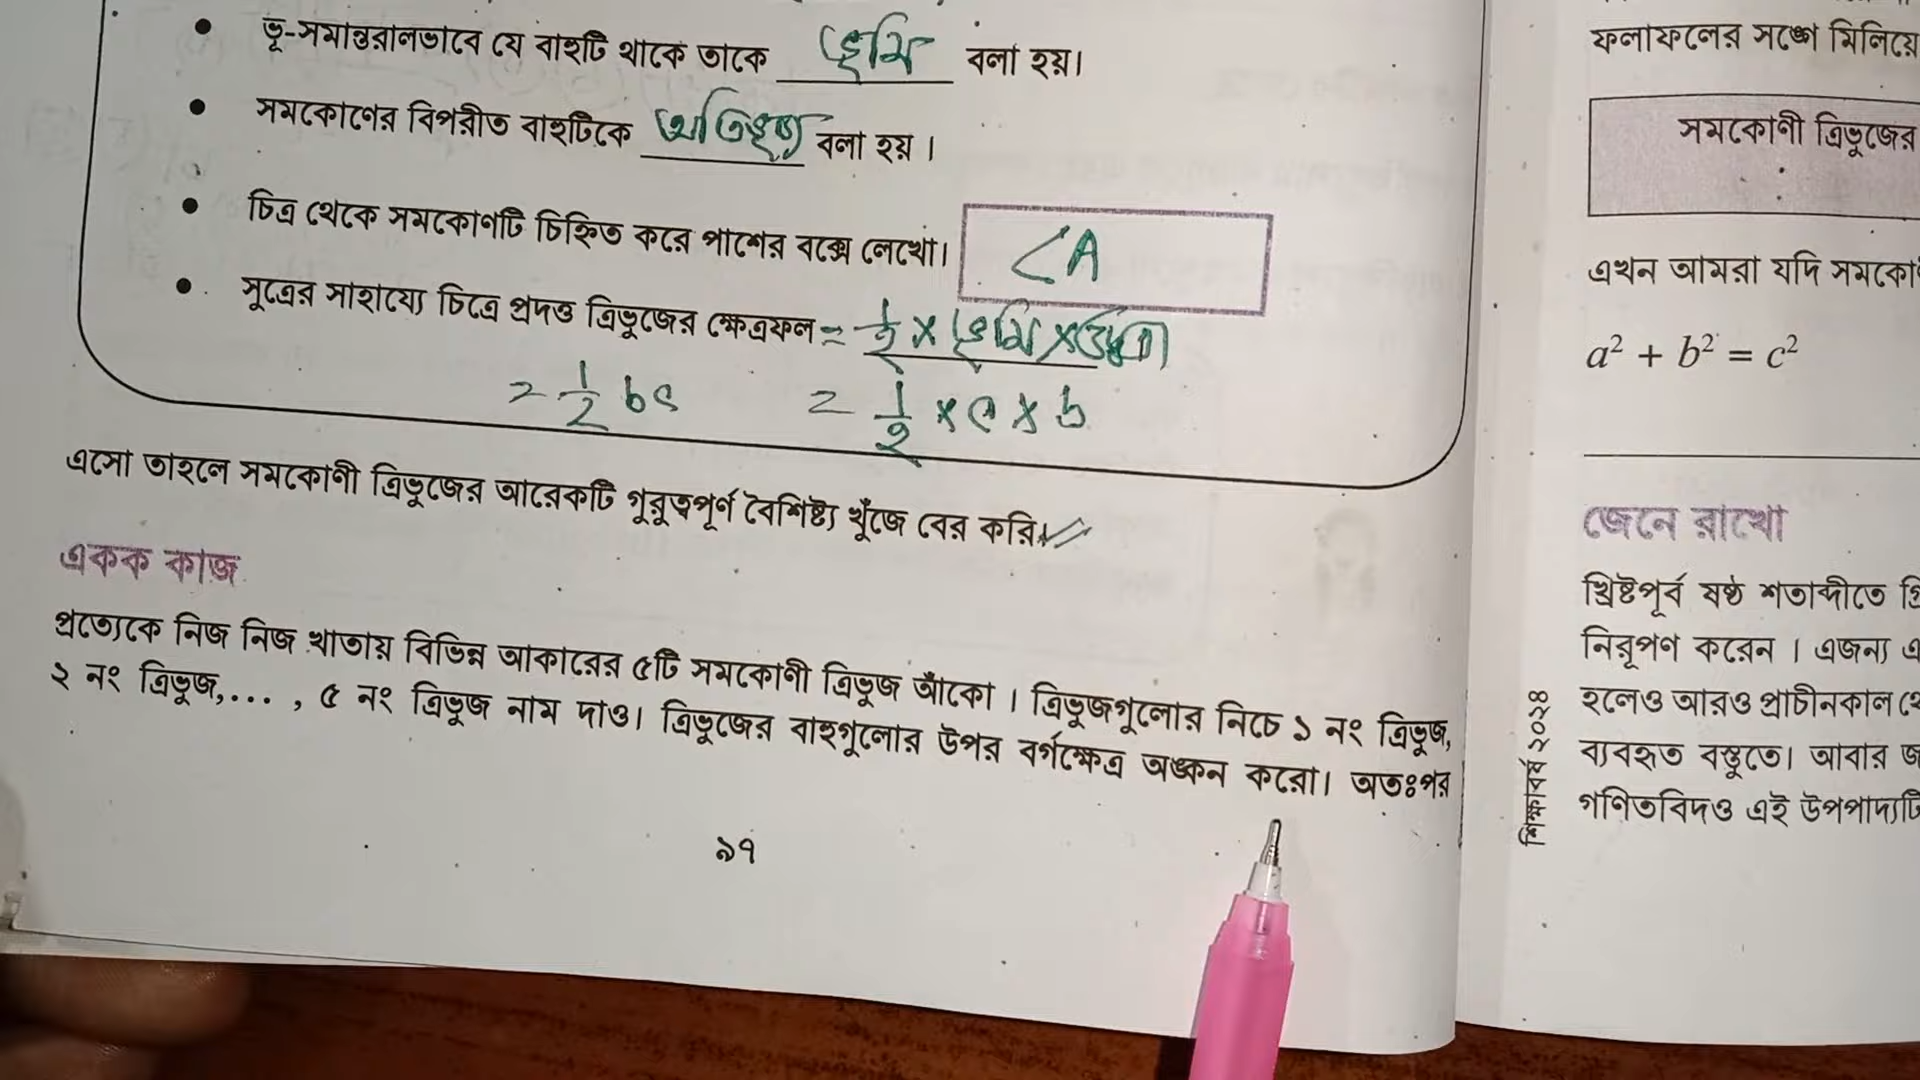 ভূ-সমান্তরালভাবে যে বাহুটি থাকে তাকে ভূমি বলা হয়।
সমকোণের বিপরীত বাহুটিকে অতিভুজ বলা হয় ।
চিত্র থেকে সমকোণটি চিহ্নিত করে পাশের বক্সে লেখো। <A
সূত্রের সাহায্যে চিত্রে প্রদত্ত ত্রিভুজের ক্ষেত্রফল = ½ × ভূমি × উচ্চতা
= ½ bc = ½ × c × b
এসো তাহলে সমকোণী ত্রিভুজের আরেকটি গুরুত্বপূর্ণ বৈশিষ্ট্য খুঁজে বের করি।
একক কাজ
প্রত্যেকে নিজ নিজ খাতায় বিভিন্ন আকারের ৫টি সমকোণী ত্রিভুজ আঁকো । ত্রিভুজগুলোর নিচে ১ নং ত্রিভুজ,
২ নং ত্রিভুজ,... , ৫ নং ত্রিভুজ নাম দাও। ত্রিভুজের বাহুগুলোর উপর বর্গক্ষেত্র অঙ্কন করো। অতঃপর
৯৭
ফলাফলের সঙ্গে মিলিয়ে
সমকোণী ত্রিভুজের
এখন আমরা যদি
a² + b² = c²
জেনে রাখো
খ্রিষ্টপূর্ব ষষ্ঠ শতাব্দীতে
নিরূপণ করেন । এজন্য
হলেও আরও প্রাচীনকাল
ব্যবহৃত বস্তুতে। আবার
গণিতবিদও এই উপপাদ্যটি
শিক্ষাবর্ষ ২০২৪